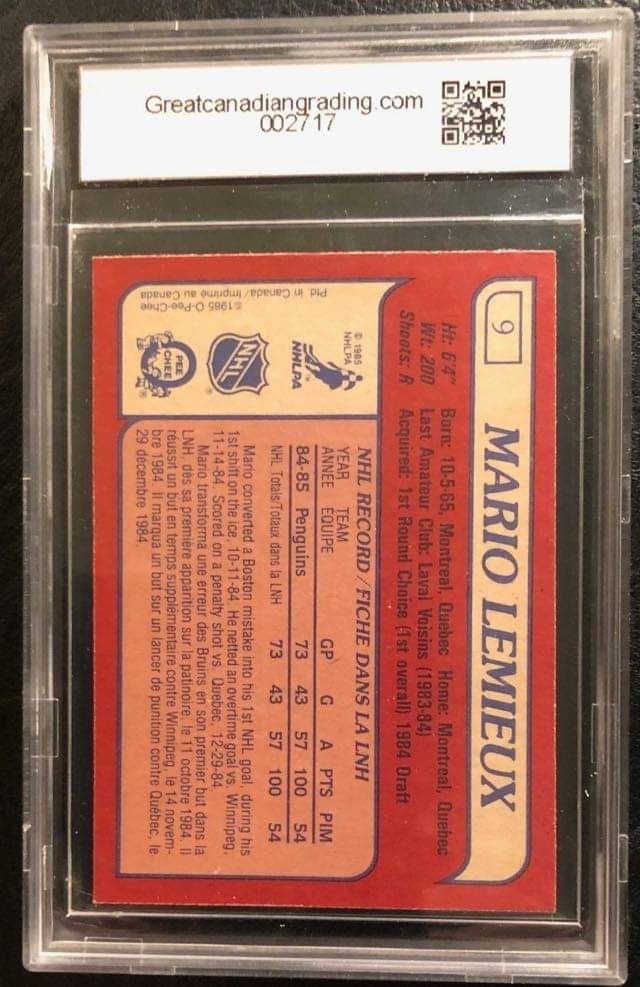 Greatcanadiangrading.com
002717
9
MARIO LEMIEUX
Ht: 6'4" Born: 10-5-65, Montreal, Quebec Home: Montreal, Quebec
Wt: 200 Last Amateur Club: Laval Voisins (1983-84)
Shoots: R Acquired: 1st Round Choice (1st overall) 1984 Draft
© 1985
NHLPA
NHLPA
NHL
O
PEE
CHEE
© 1985 O-Pee-Chee
Ptd. in Canada/Imprimé au Canada
NHL RECORD/FICHE DANS LA LNH
YEAR TEAM
ANNÉE ÉQUIPE GP G A PTS PIM
84-85 Penguins 73 43 57 100 54
NHL Totals/Totaux dans la LNH 73 43 57 100 54
Mario converted a Boston mistake into his 1st NHL goal, during his
1st shift on the ice, 10-11-84. He netted an overtime goal vs. Winnipeg,
11-14-84. Scored on a penalty shot vs. Quebec, 12-29-84.
Mario transforma une erreur des Bruins en son premier but dans la
LNH, dès sa première apparition sur la patinoire, le 11 octobre 1984. Il
réussit un but en temps supplémentaire contre Winnipeg, le 14 novem-
bre 1984. Il marqua un but sur un lancer de punition contre Québec, le
29 décembre 1984.